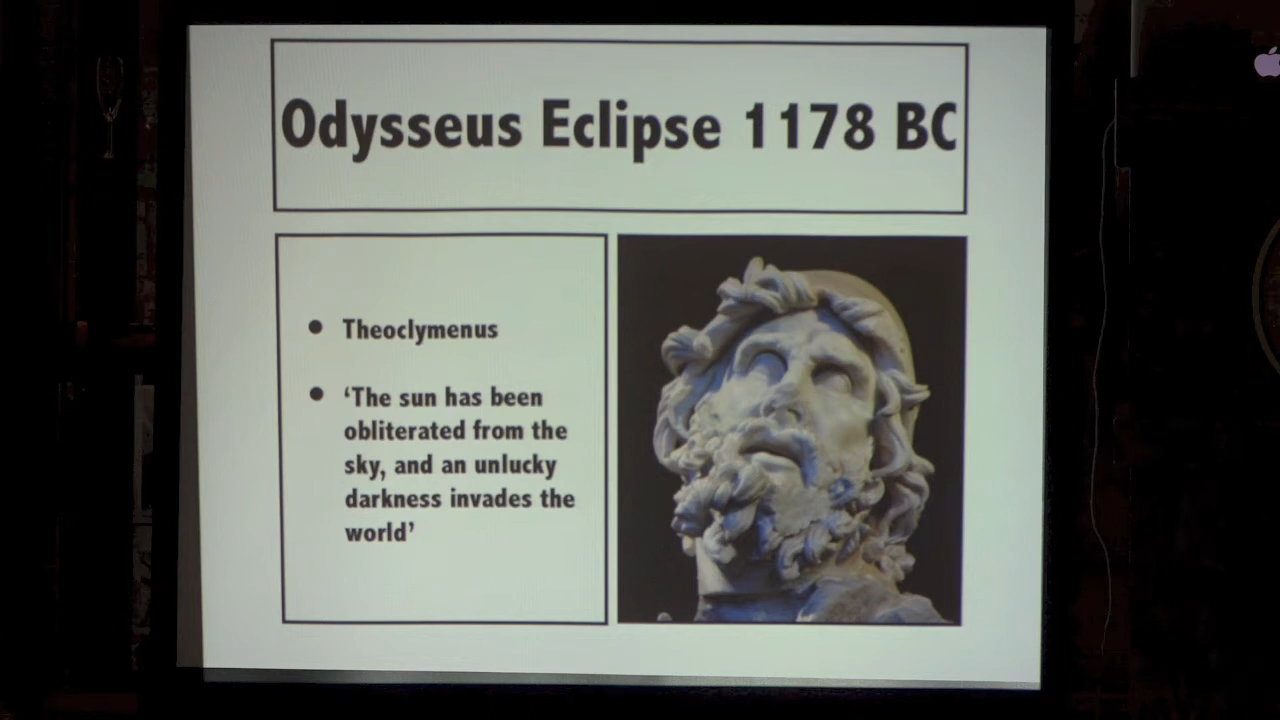 Odysseus Eclipse 1178 BC
• Theoclymenus
• ‘The sun has been
obliterated from the
sky, and an unlucky
darkness invades the
world’